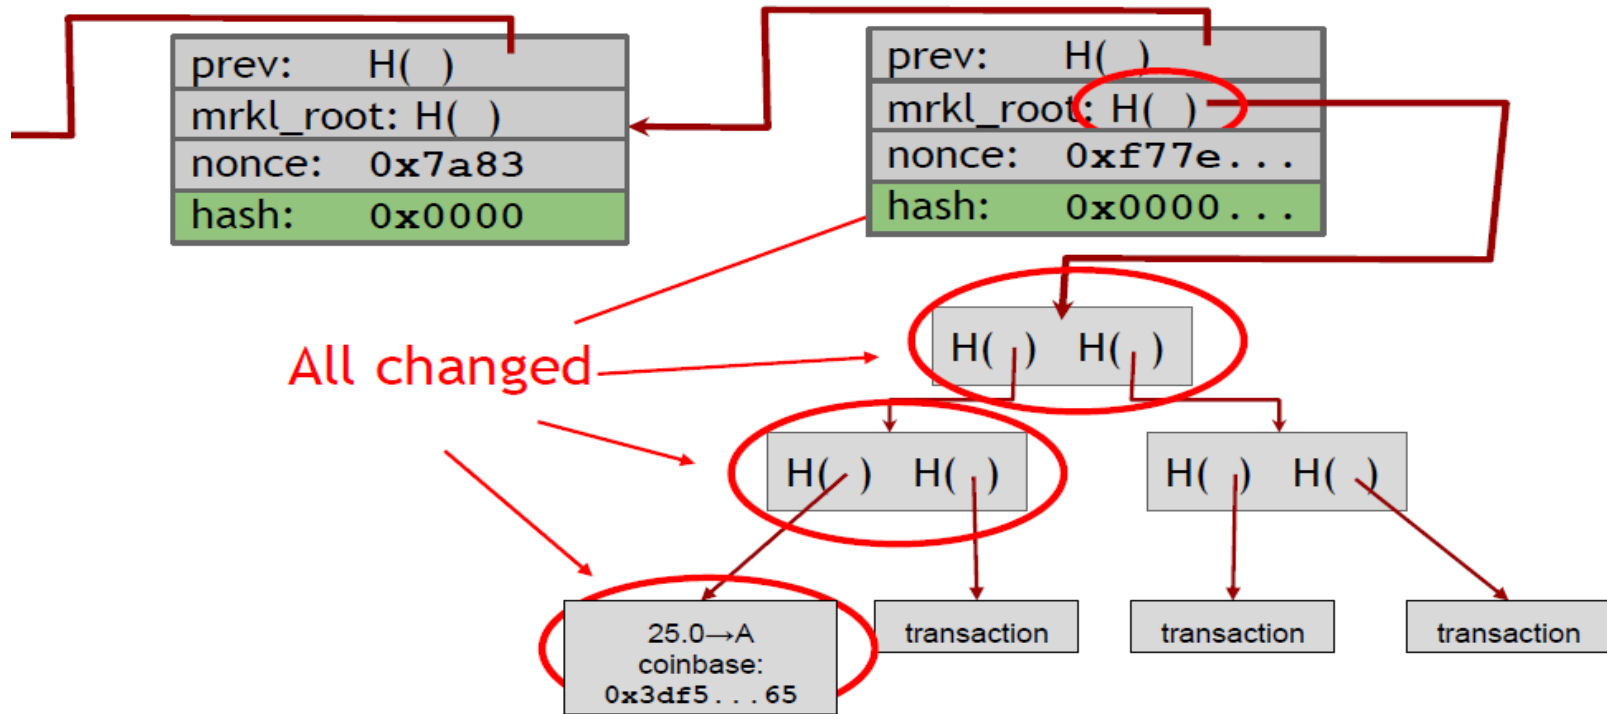 prev: H( )
mrkl_root: H( )
nonce: 0x7a83
hash: 0x0000
prev: H( )
mrkl_root: H( )
nonce: 0xf77e...
hash: 0x0000...
All changed
H( ) H( )
H( ) H( )
H( ) H( )
25.0→A
coinbase:
0x3df5...65
transaction
transaction
transaction